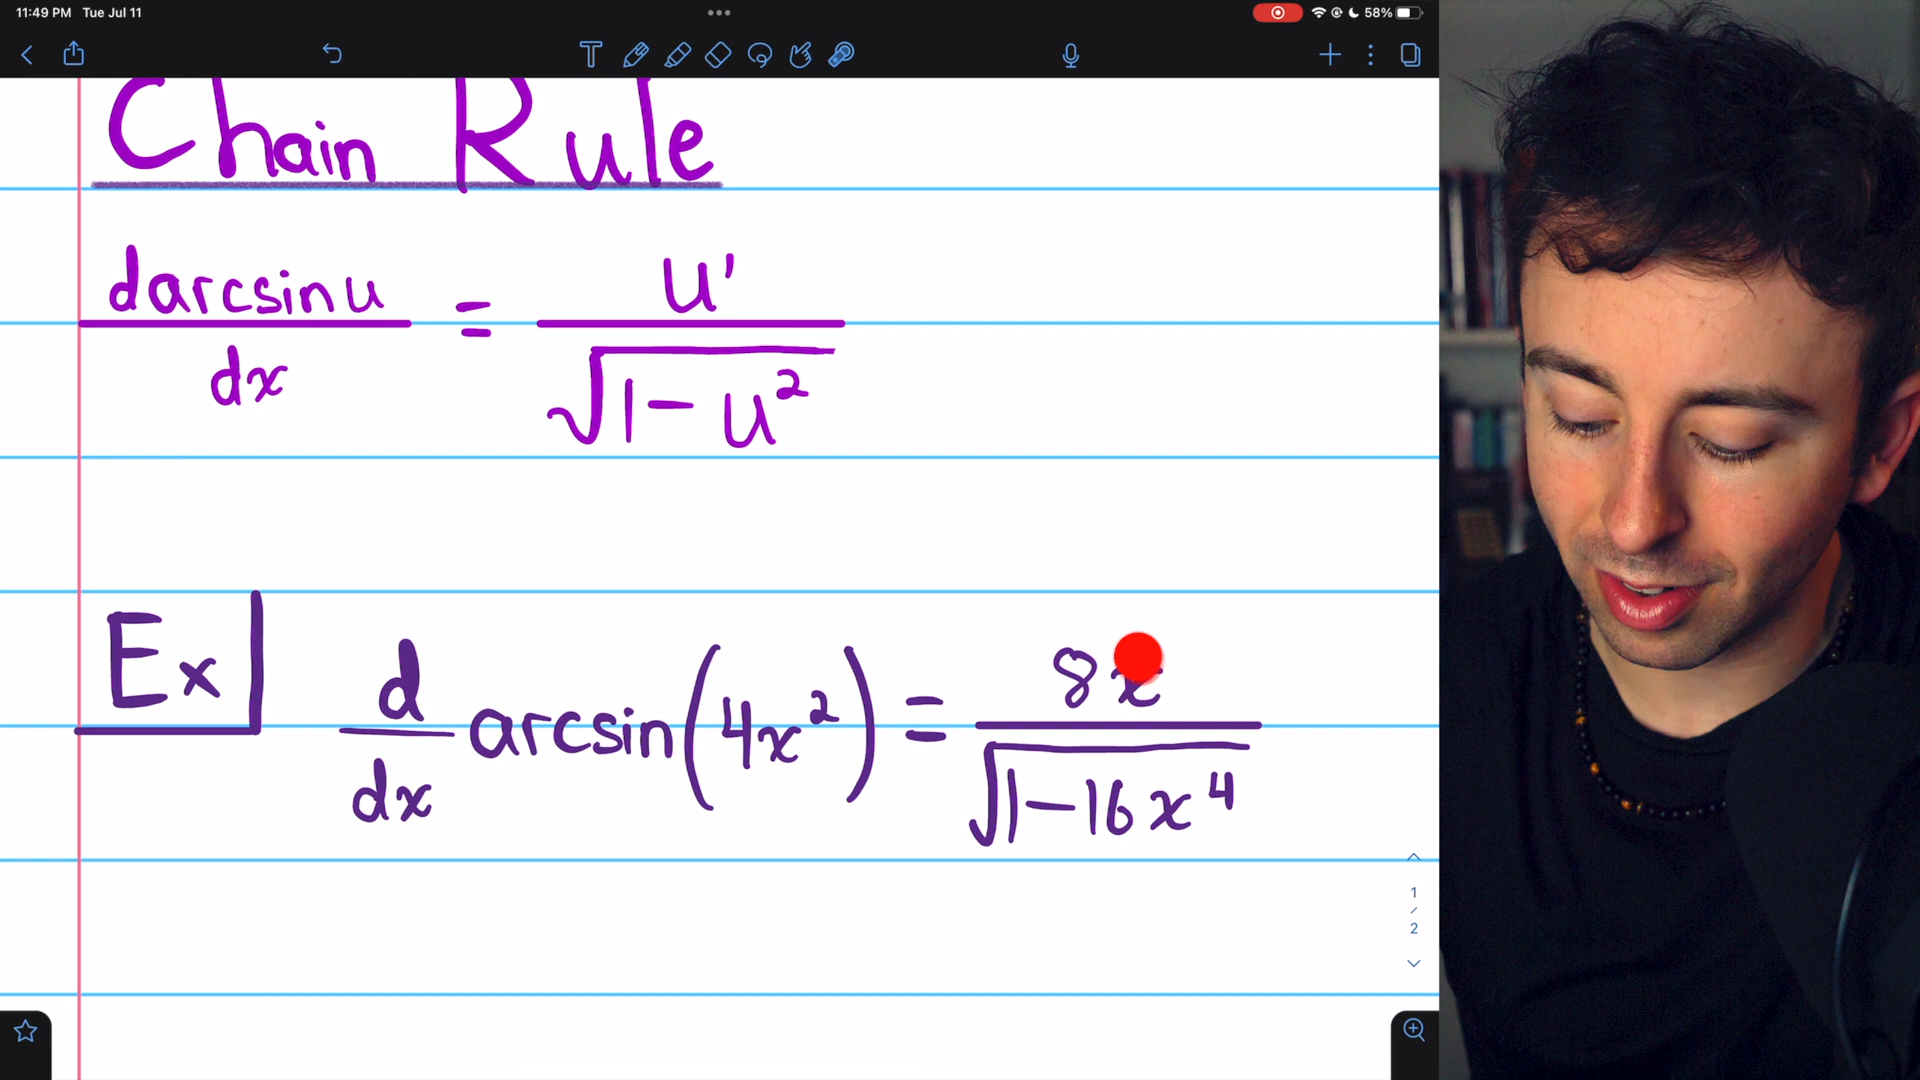 11:49 PM Tue Jul 11
58%
Chain Rule
darcsinu/dx = u'/√(1-u²)
Ex
d/dx arcsin(4x²) = 8x/√(1-16x⁴)
1
/
2